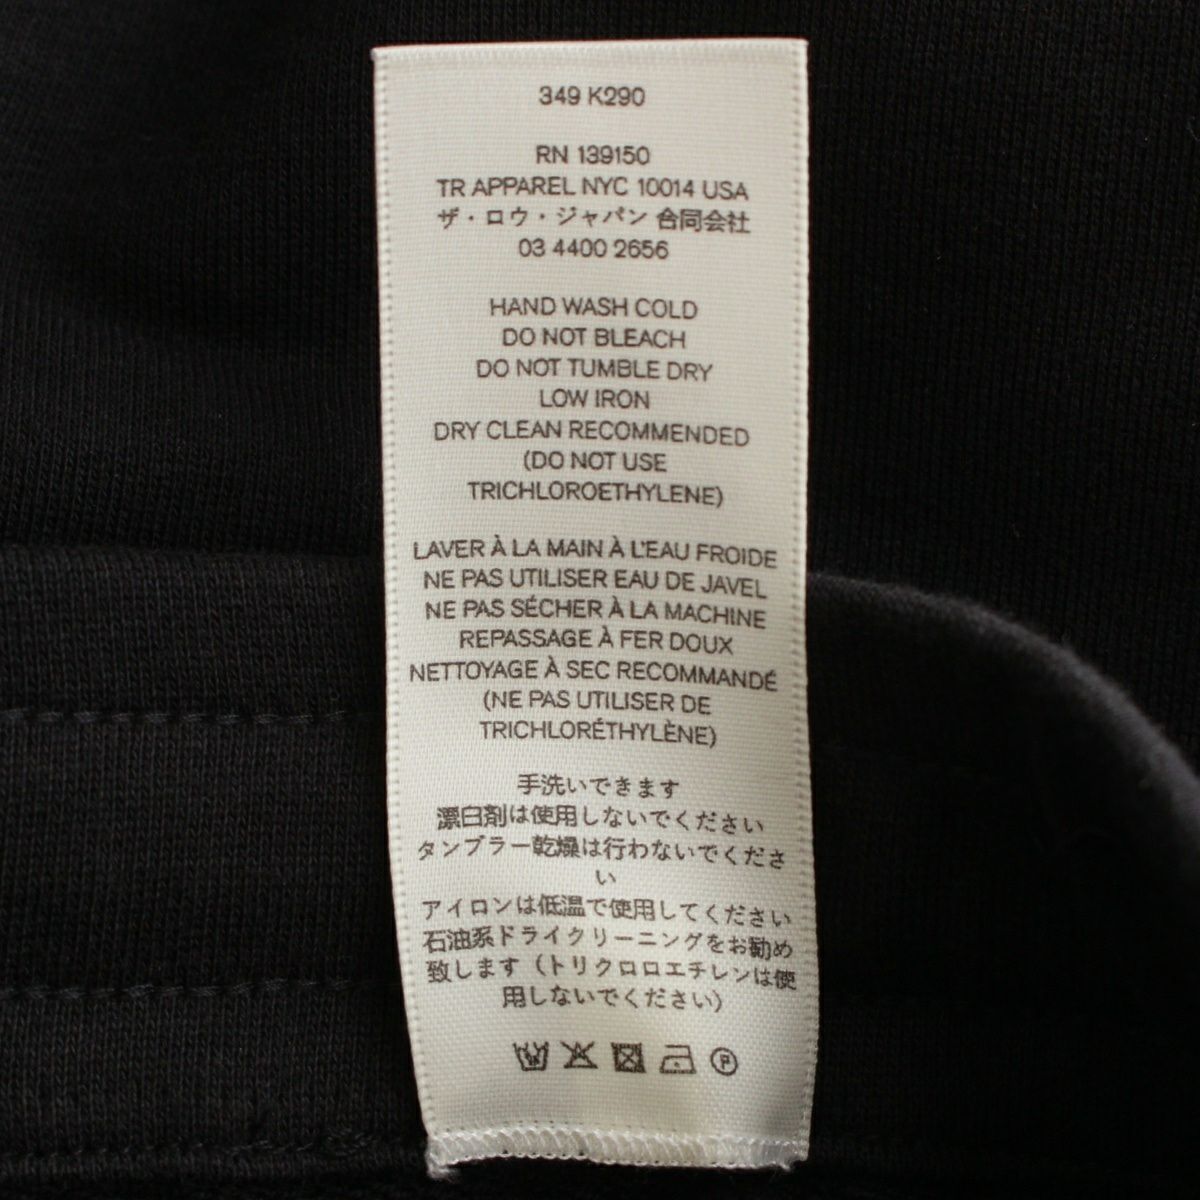 349 K290
RN 139150
TR APPAREL NYC 10014 USA
ザ・ロウ・ジャパン 合同会社
03 4400 2656
HAND WASH COLD
DO NOT BLEACH
DO NOT TUMBLE DRY
LOW IRON
DRY CLEAN RECOMMENDED
(DO NOT USE
TRICHLOROETHYLENE)
LAVER À LA MAIN À L'EAU FROIDE
NE PAS UTILISER EAU DE JAVEL
NE PAS SÉCHER À LA MACHINE
REPASSAGE À FER DOUX
NETTOYAGE À SEC RECOMMANDÉ
(NE PAS UTILISER DE
TRICHLORÉTHYLÈNE)
手洗いできます
漂白剤は使用しないでください
タンブラー乾燥は行わないでくださ
い
アイロンは低温で使用してください
石油系ドライクリーニングをお勧め
致します（トリクロロエチレンは使
用しないでください）
P